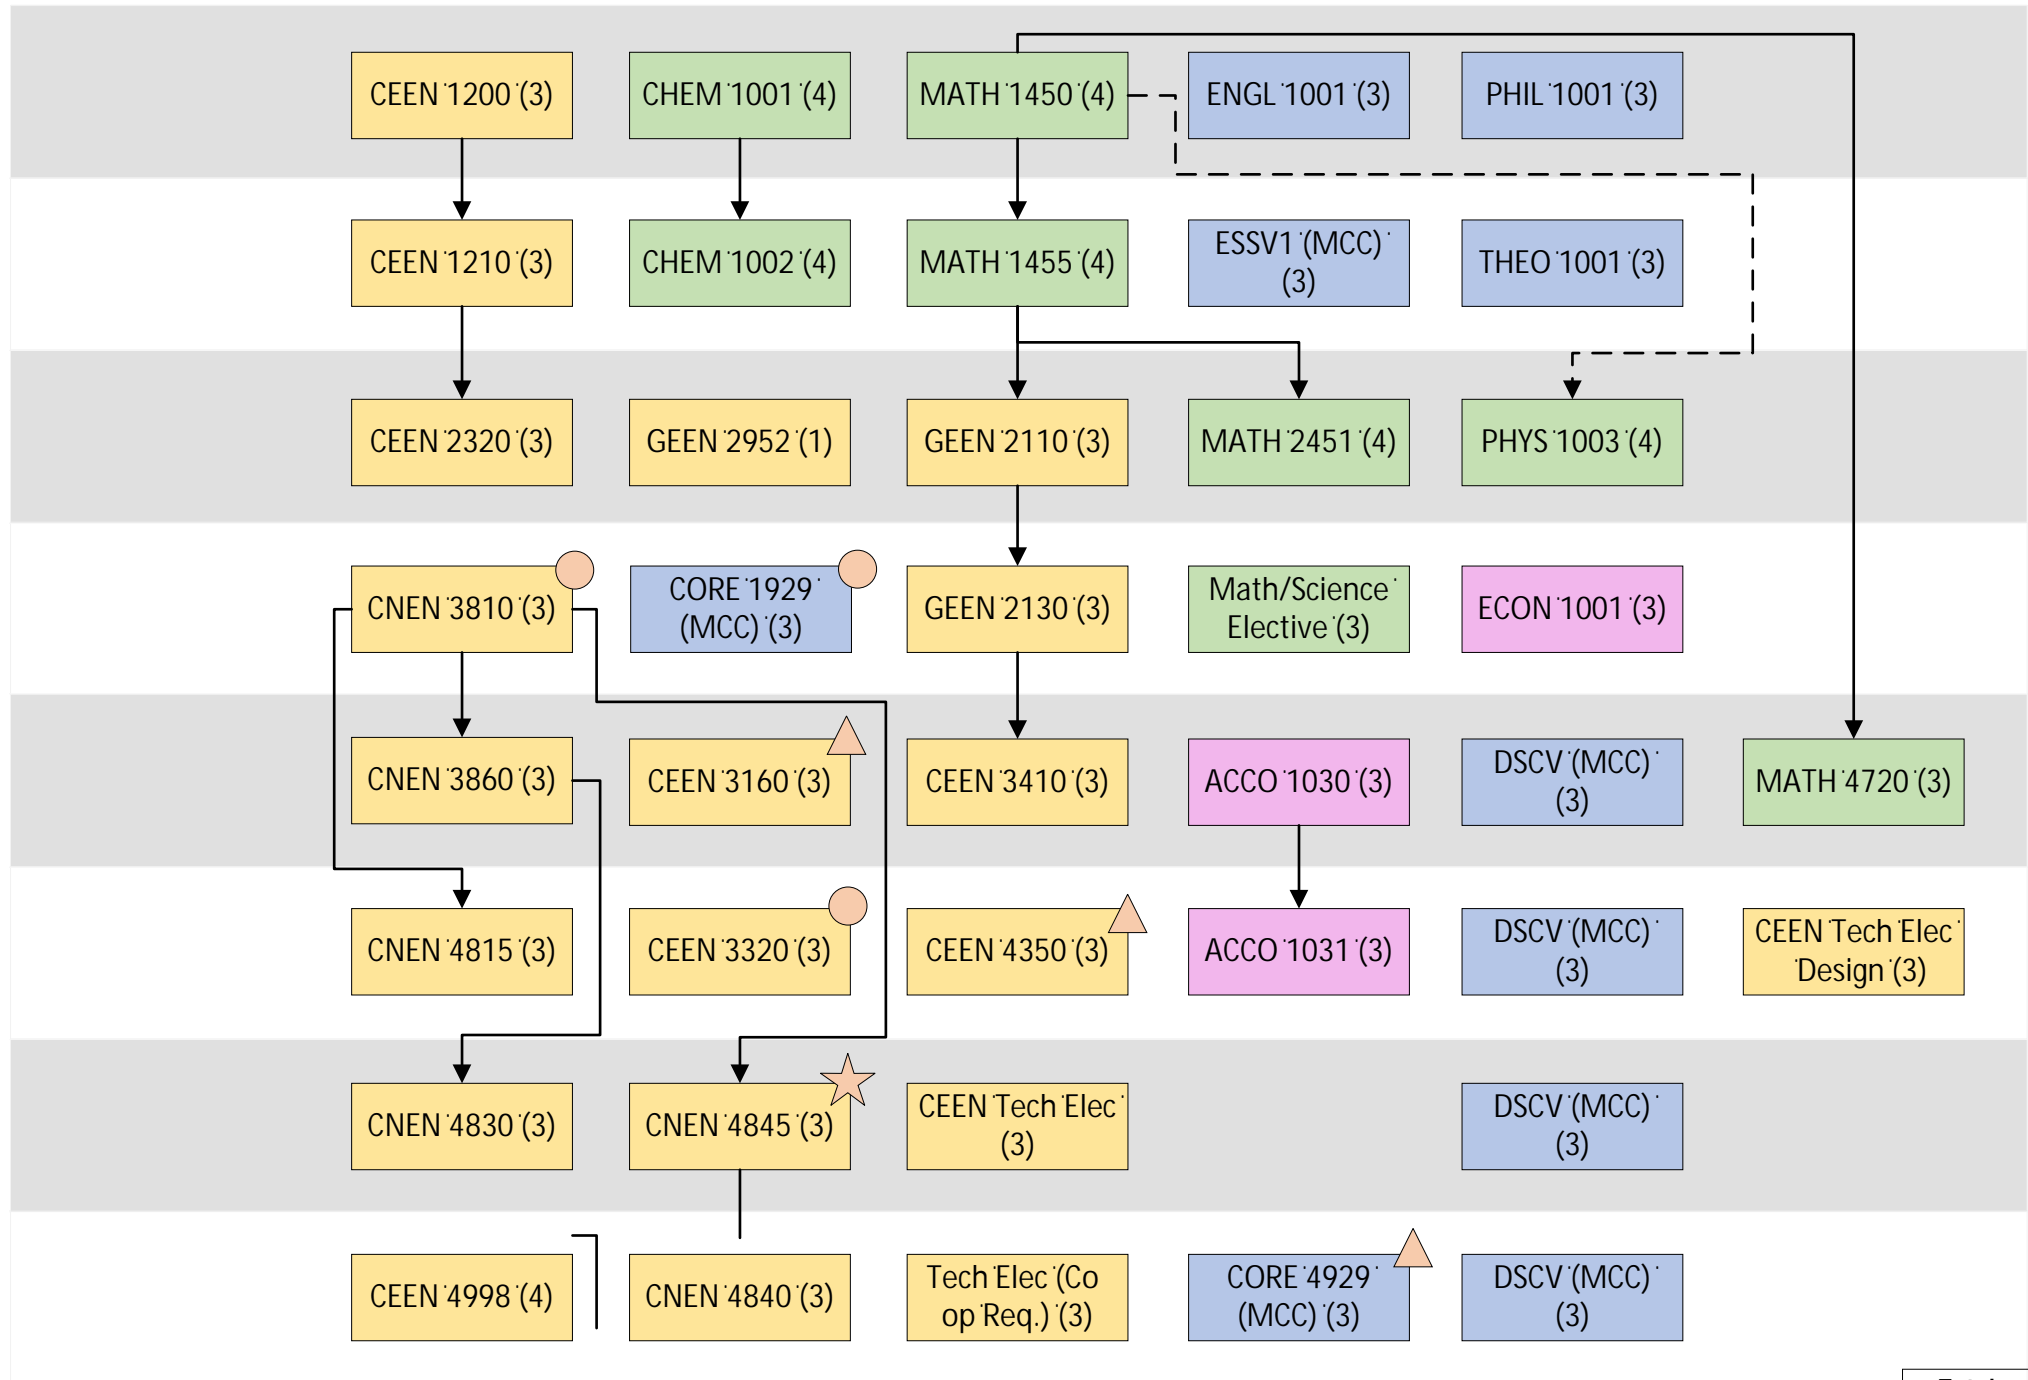 CEEN 1200 (3)
CHEM 1001 (4)
MATH 1450 (4)
ENGL 1001 (3)
PHIL 1001 (3)
CEEN 1210 (3)
CHEM 1002 (4)
MATH 1455 (4)
ESSV1 (MCC)
(3)
THEO 1001 (3)
CEEN 2320 (3)
GEEN 2952 (1)
GEEN 2110 (3)
MATH 2451 (4)
PHYS 1003 (4)
CNEN 3810 (3)
CORE 1929
(MCC) (3)
GEEN 2130 (3)
Math/Science
Elective (3)
ECON 1001 (3)
CNEN 3860 (3)
CEEN 3160 (3)
CEEN 3410 (3)
ACCO 1030 (3)
DSCV (MCC)
(3)
MATH 4720 (3)
CNEN 4815 (3)
CEEN 3320 (3)
CEEN 4350 (3)
ACCO 1031 (3)
DSCV (MCC)
(3)
CEEN Tech Elec
Design (3)
CNEN 4830 (3)
CNEN 4845 (3)
CEEN Tech Elec
(3)
DSCV (MCC)
(3)
CEEN 4998 (4)
CNEN 4840 (3)
Tech Elec (Co
op Req.) (3)
CORE 4929
(MCC) (3)
DSCV (MCC)
(3)